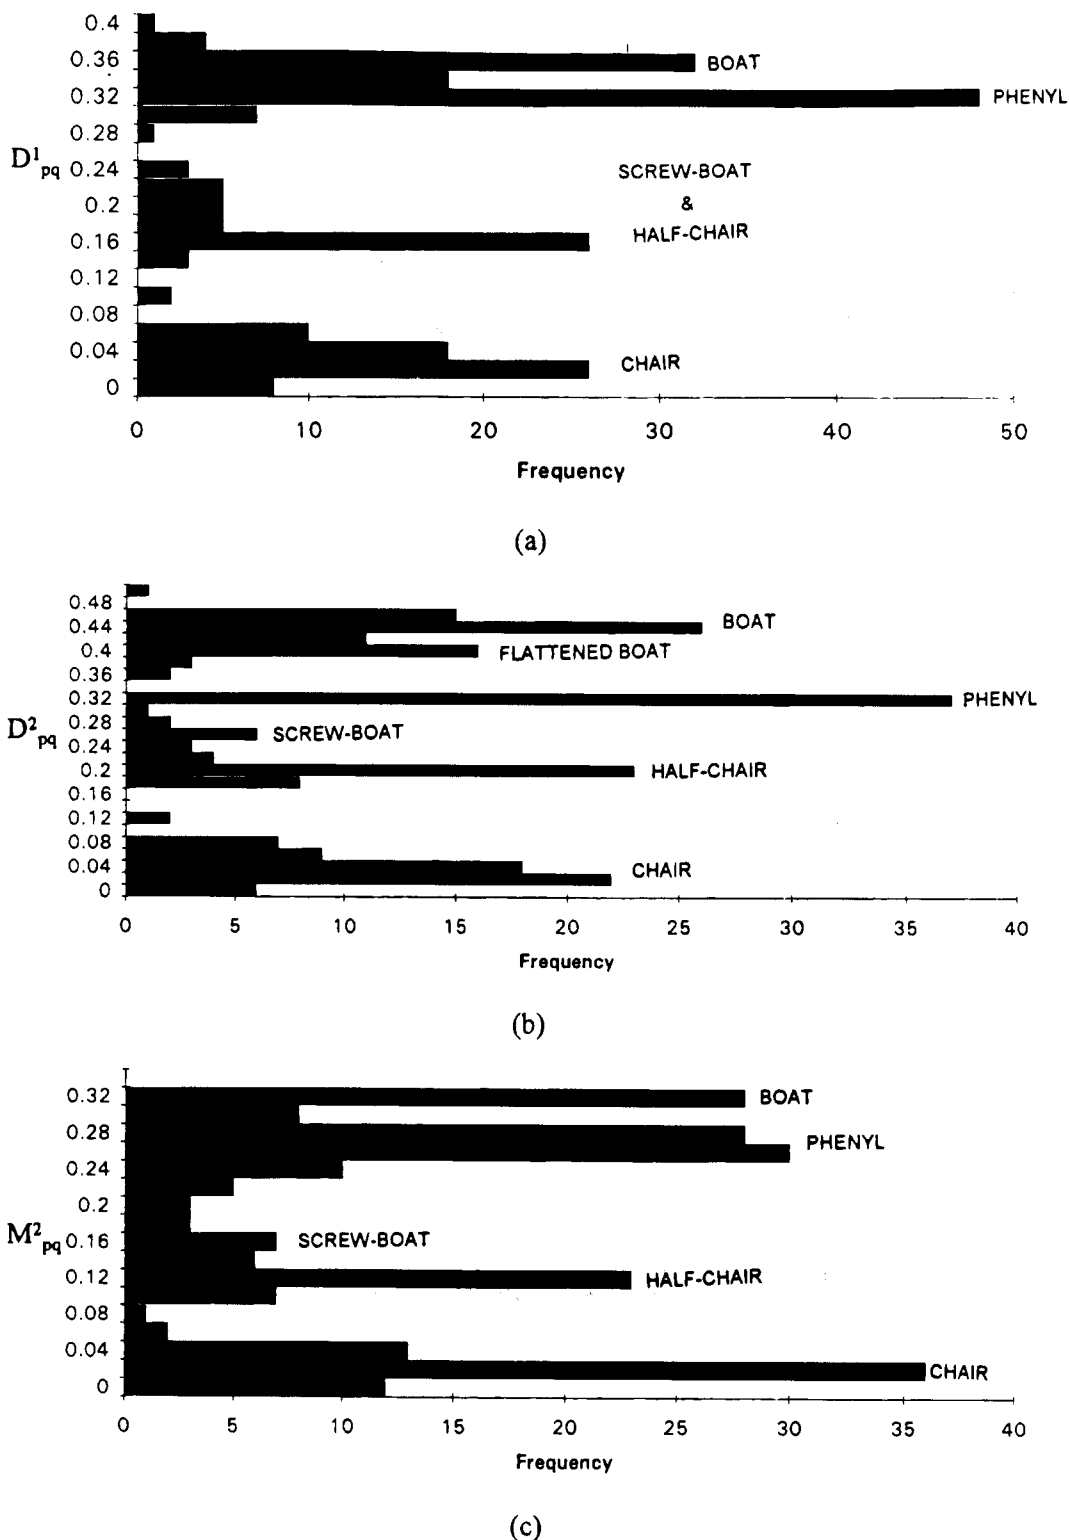 0.4
0.36
BOAT
0.32
PHENYL
0.28
D¹pq
0.24
SCREW-BOAT
0.2
&
0.16
HALF-CHAIR
0.12
0.08
0.04
CHAIR
0
0 10 20 30 40 50
Frequency
(a)
0.48
0.44
BOAT
0.4
FLATTENED BOAT
0.36
0.32
PHENYL
0.28
D²pq
SCREW-BOAT
0.24
0.2
HALF-CHAIR
0.16
0.12
0.08
0.04
CHAIR
0
0 5 10 15 20 25 30 35 40
Frequency
(b)
0.32
BOAT
0.28
PHENYL
0.24
0.2
M²pq
0.16
SCREW-BOAT
0.12
HALF-CHAIR
0.08
0.04
CHAIR
0
0 5 10 15 20 25 30 35 40
Frequency
(c)